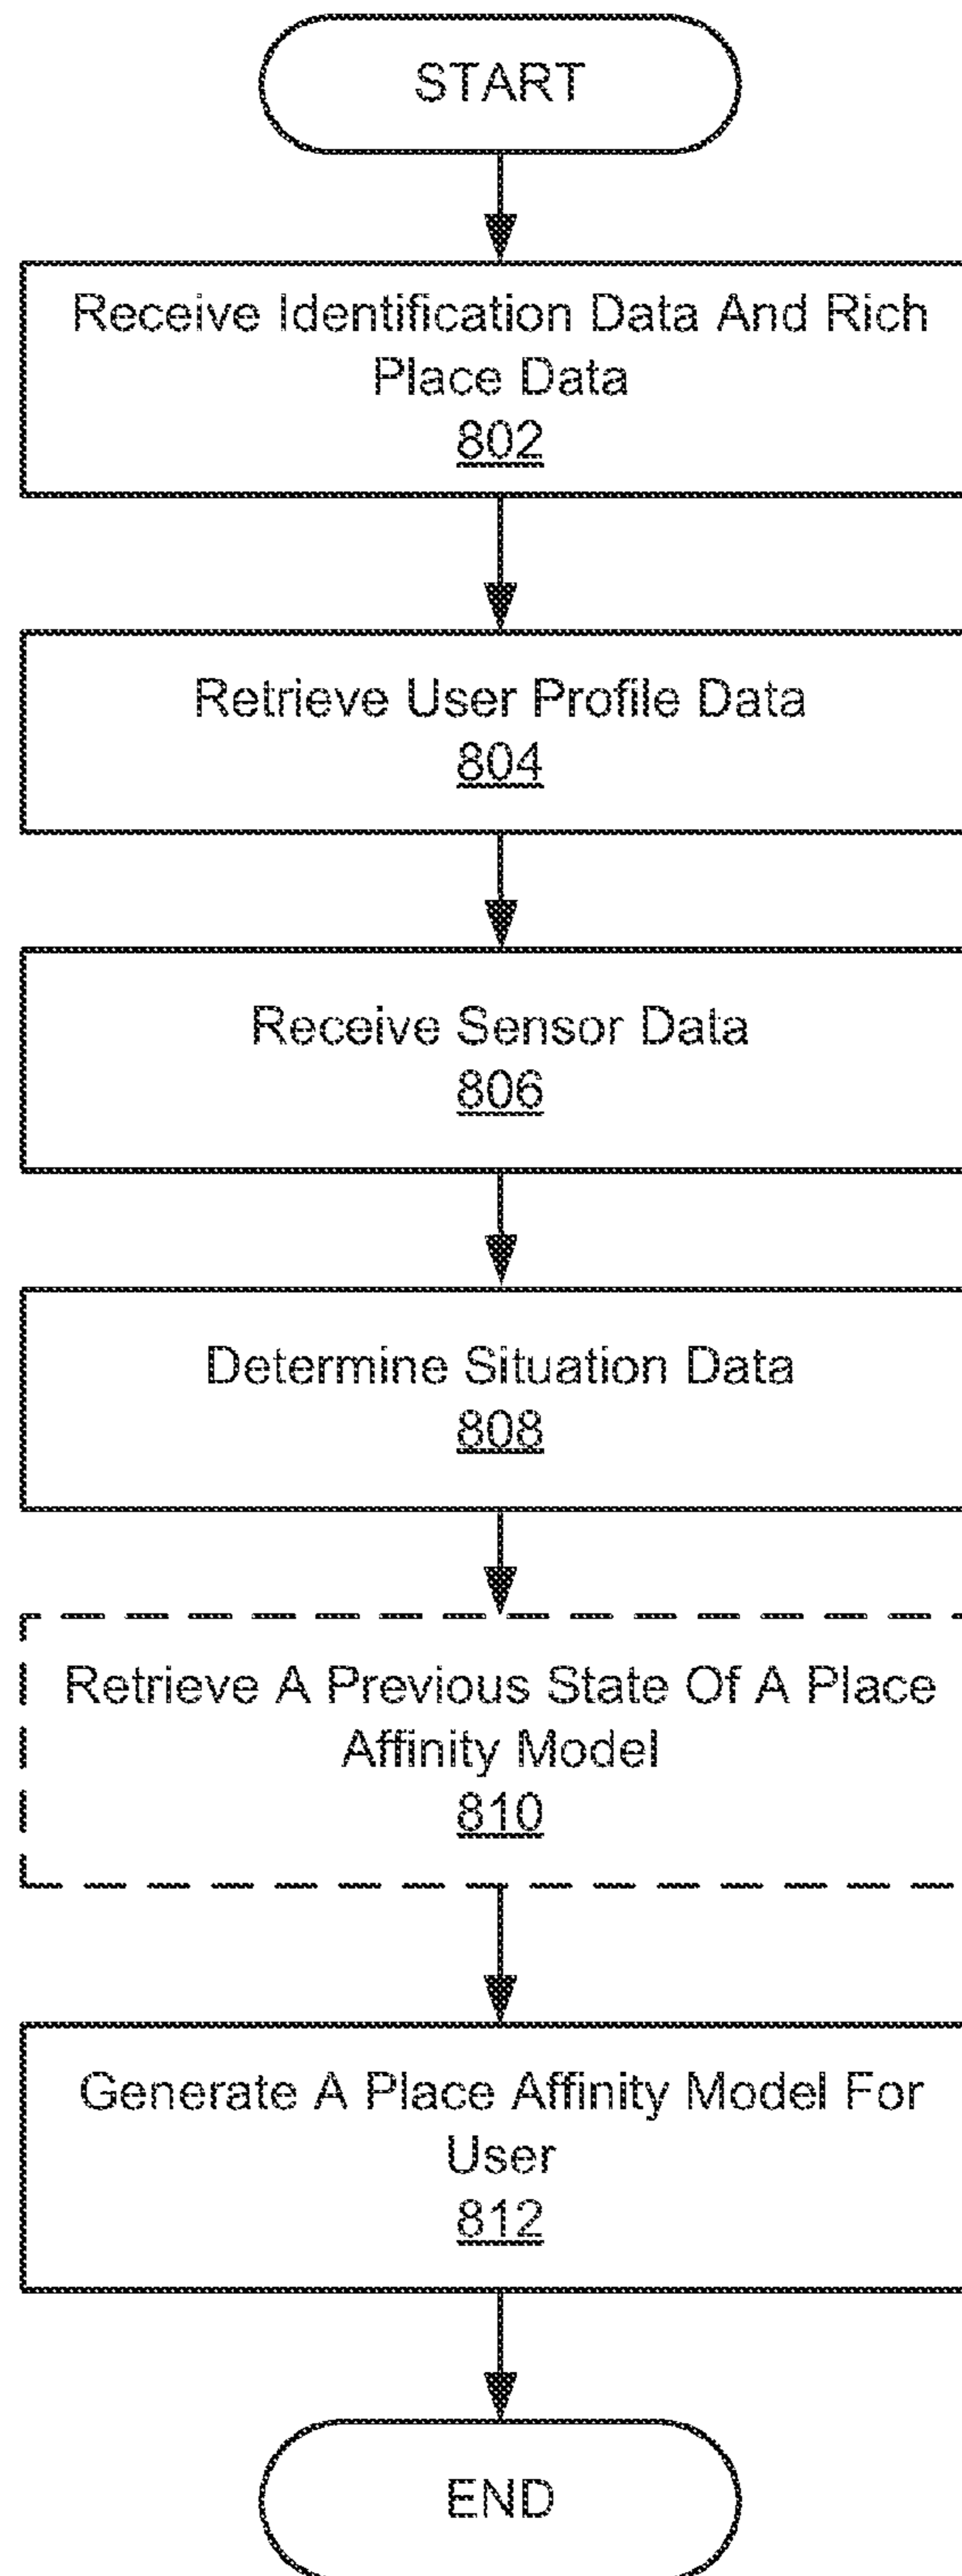 START
Receive Identification Data And Rich
Place Data
802
Retrieve User Profile Data
804
Receive Sensor Data
806
Determine Situation Data
808
Retrieve A Previous State Of A Place
Affinity Model
810
Generate A Place Affinity Model For
User
812
END